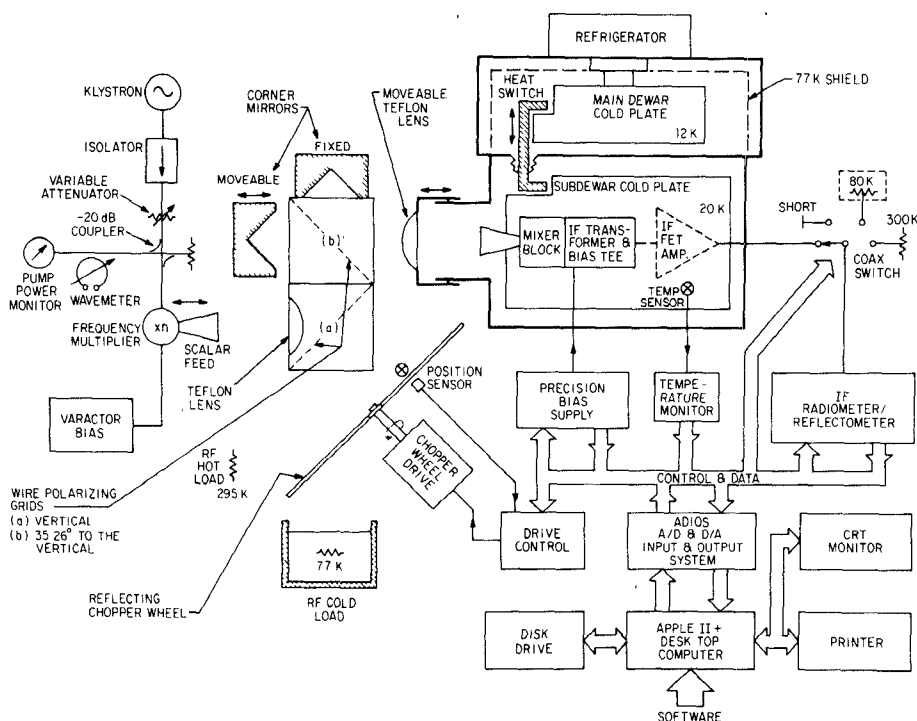 REFRIGERATOR
KLYSTRON
ISOLATOR
VARIABLE
ATTENUATOR
-20 dB
COUPLER
PUMP
POWER
MONITOR
WAVEMETER
FREQUENCY
MULTIPLIER
xn
SCALAR
FEED
VARACTOR
BIAS
CORNER
MIRRORS
FIXED
MOVEABLE
(b)
(a)
TEFLON
LENS
MOVEABLE
TEFLON
LENS
HEAT
SWITCH
MAIN DEWAR
COLD PLATE
12K
77K SHIELD
SUBDEWAR COLD PLATE
20 K
MIXER
BLOCK
IF TRANS-
FORMER &
BIAS TEE
IF
FET
AMP.
TEMP
SENSOR
SHORT
80K
300K
COAX
SWITCH
POSITION
SENSOR
CHOPPER
WHEEL
DRIVE
PRECISION
BIAS
SUPPLY
TEMPE-
RATURE
MONITOR
IF
RADIOMETER/
REFLECTOMETER
RF
HOT
LOAD
295 K
WIRE POLARIZING
GRIDS
(a) VERTICAL
(b) 35 26° TO THE
VERTICAL
CONTROL & DATA
DRIVE
CONTROL
ADIOS
A/D & D/A
INPUT & OUTPUT
SYSTEM
CRT
MONITOR
77 K
RF COLD
LOAD
REFLECTING
CHOPPER WHEEL
DISK
DRIVE
APPLE II +
DESK TOP
COMPUTER
PRINTER
SOFTWARE